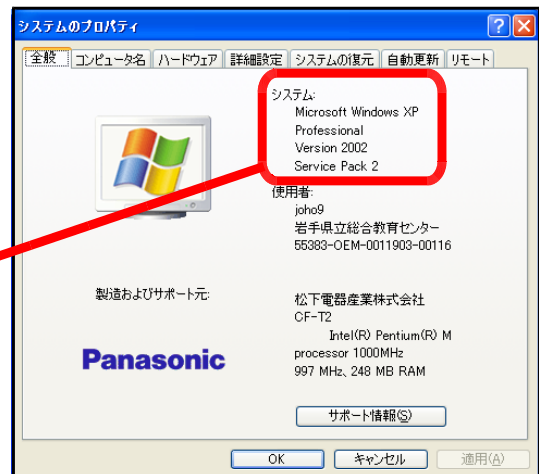 システムのプロパティ
全般 コンピュータ名 ハードウェア 詳細設定 システムの復元 自動更新 リモート
システム:
Microsoft Windows XP
Professional
Version 2002
Service Pack 2
使用者:
joho9
岩手県立総合教育センター
55383-OEM-0011903-00116
製造およびサポート元:
松下電器産業株式会社
CF-T2
Intel(R) Pentium(R) M
processor 1000MHz
997 MHz、248 MB RAM
Panasonic
サポート情報(S)
OK キャンセル 適用(A)